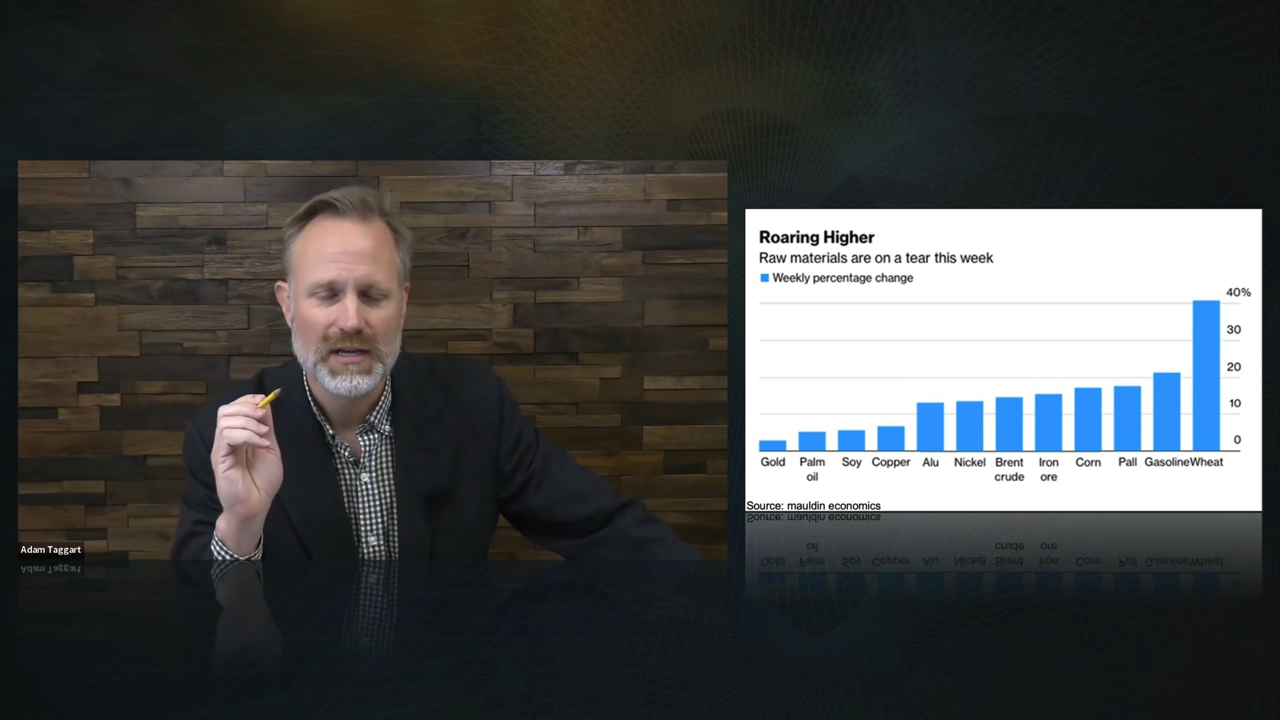 Roaring Higher
Raw materials are on a tear this week
Weekly percentage change
40%
30
20
10
0
Gold Palm oil Soy Copper Alu Nickel Brent crude Iron ore Corn Pall Gasoline Wheat
Source: mauldin economics
Adam Taggart